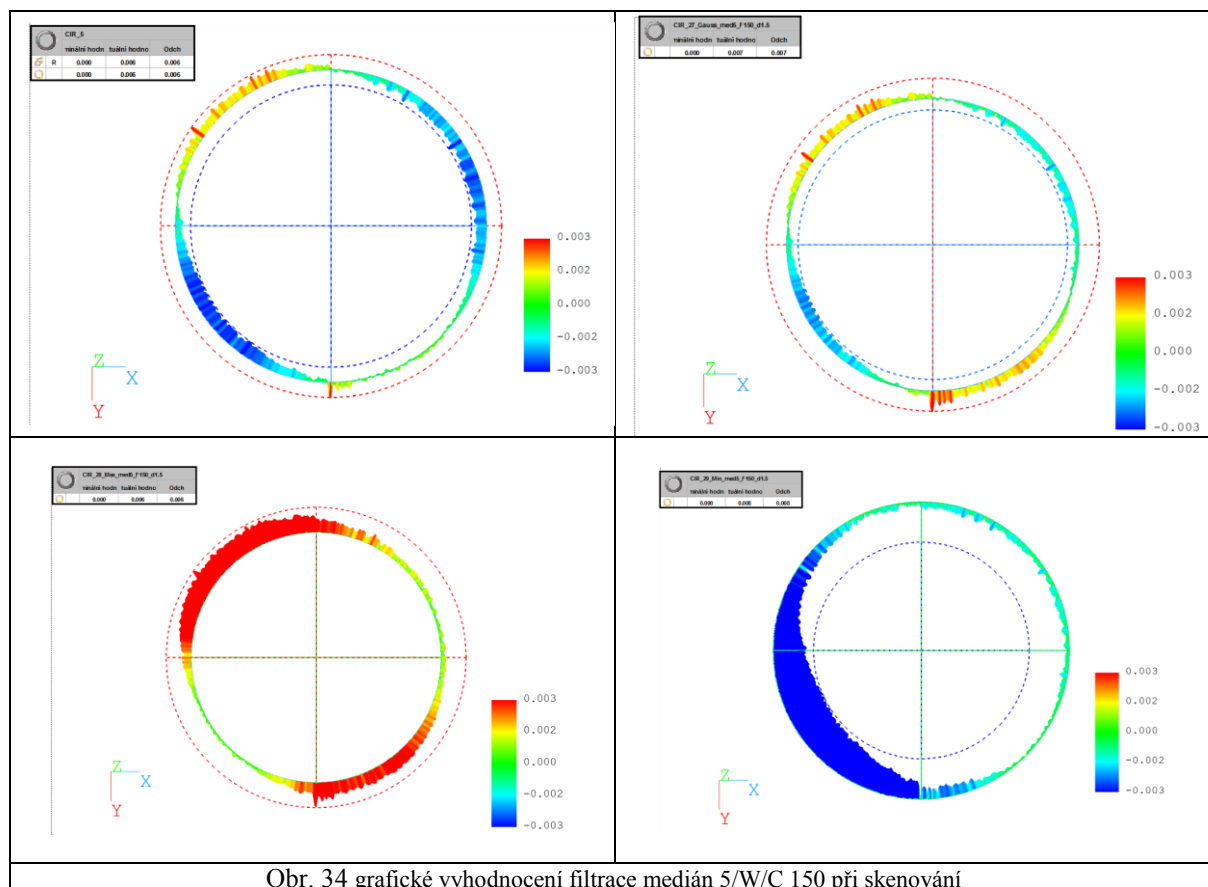 CIR_5
minální hodn tuální hodno Odch
R 0.000 0.006 0.006
0.000 0.006 0.006
0.003
0.002
0.000
-0.002
-0.003
Z
X
Y
CIR_27_Gauss_med5_F150_d1.5
minální hodn tuální hodno Odch
0.000 0.007 0.007
0.003
0.002
0.000
-0.002
-0.003
Z
X
Y
CIR_28_Max_med5_F150_d1.5
minální hodn tuální hodno Odch
0.000 0.006 0.006
0.003
0.002
0.000
-0.002
-0.003
Z
X
Y
CIR_29_Min_med5_F150_d1.5
minální hodn tuální hodno Odch
0.000 0.008 0.008
0.003
0.002
0.000
-0.002
-0.003
Z
X
Y
Obr. 34 grafické vyhodnocení filtrace medián 5/W/C 150 při skenování